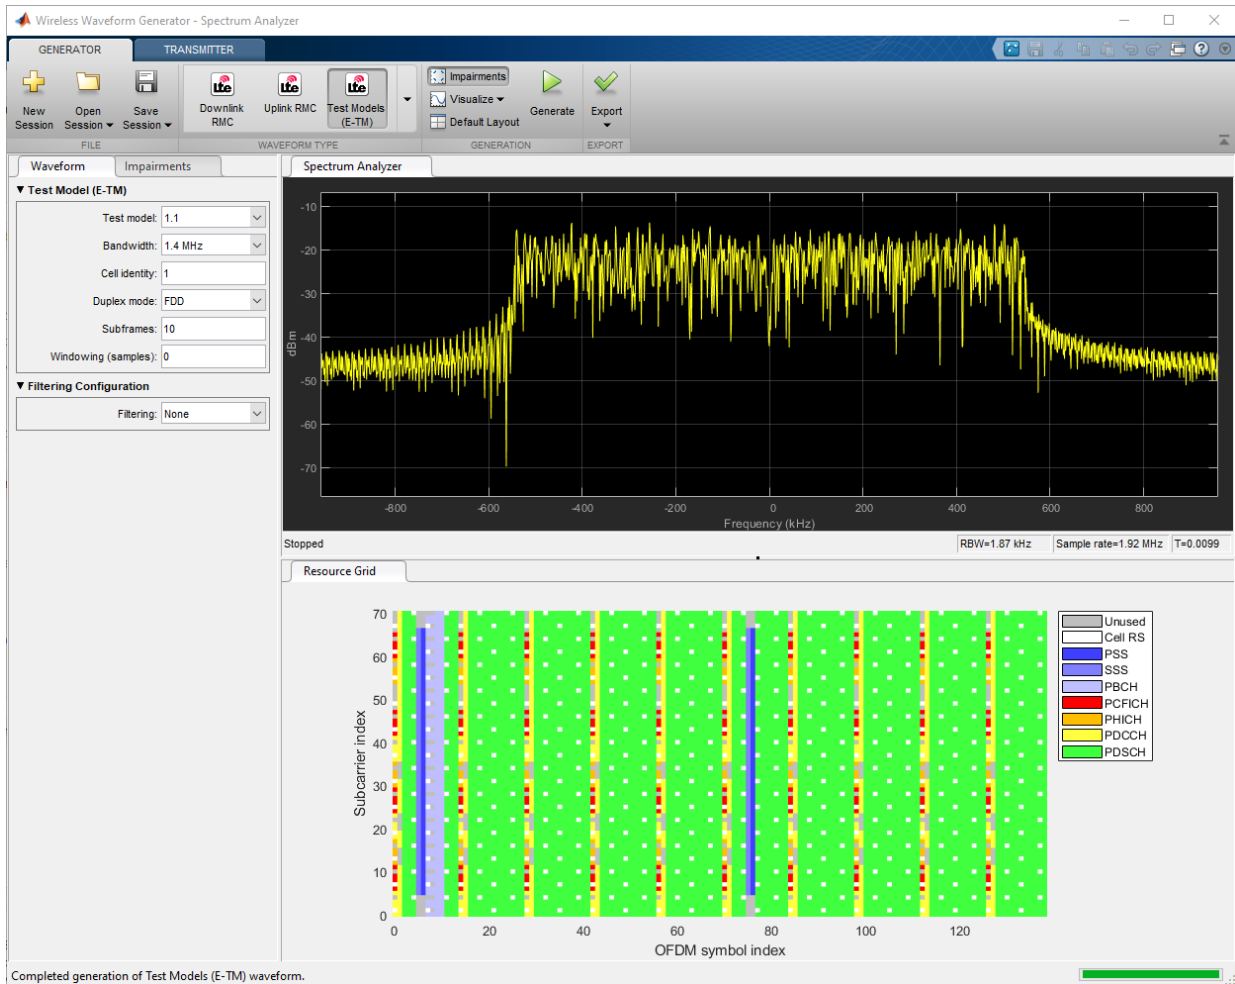 Wireless Waveform Generator - Spectrum Analyzer
GENERATOR
TRANSMITTER
New Session
Open Session
Save Session
FILE
LTE
Downlink RMC
LTE
Uplink RMC
LTE
Test Models (E-TM)
WAVEFORM TYPE
Impairments
Visualize
Default Layout
Generate
GENERATION
Export
EXPORT
Waveform
Impairments
Test Model (E-TM)
Test model: 1.1
Bandwidth: 1.4 MHz
Cell identity: 1
Duplex mode: FDD
Subframes: 10
Windowing (samples): 0
Filtering Configuration
Filtering: None
Spectrum Analyzer
-10
-20
-30
-40
-50
-60
-70
dBm
-800 -600 -400 -200 0 200 400 600 800
Frequency (kHz)
Stopped
RBW=1.87 kHz
Sample rate=1.92 MHz
T=0.0099
Resource Grid
70
60
50
40
30
20
10
0
Subcarrier index
0 20 40 60 80 100 120
OFDM symbol index
Unused
Cell RS
PSS
SSS
PBCH
PCFICH
PHICH
PDCCH
PDSCH
Completed generation of Test Models (E-TM) waveform.